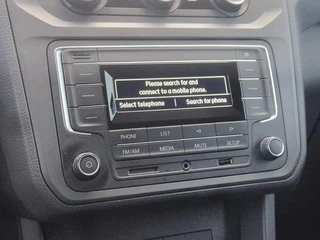 Please search for and
connect to a mobile phone.
Select telephone Search for phone
PHONE LIST
FM/AM MEDIA MUTE SETUP